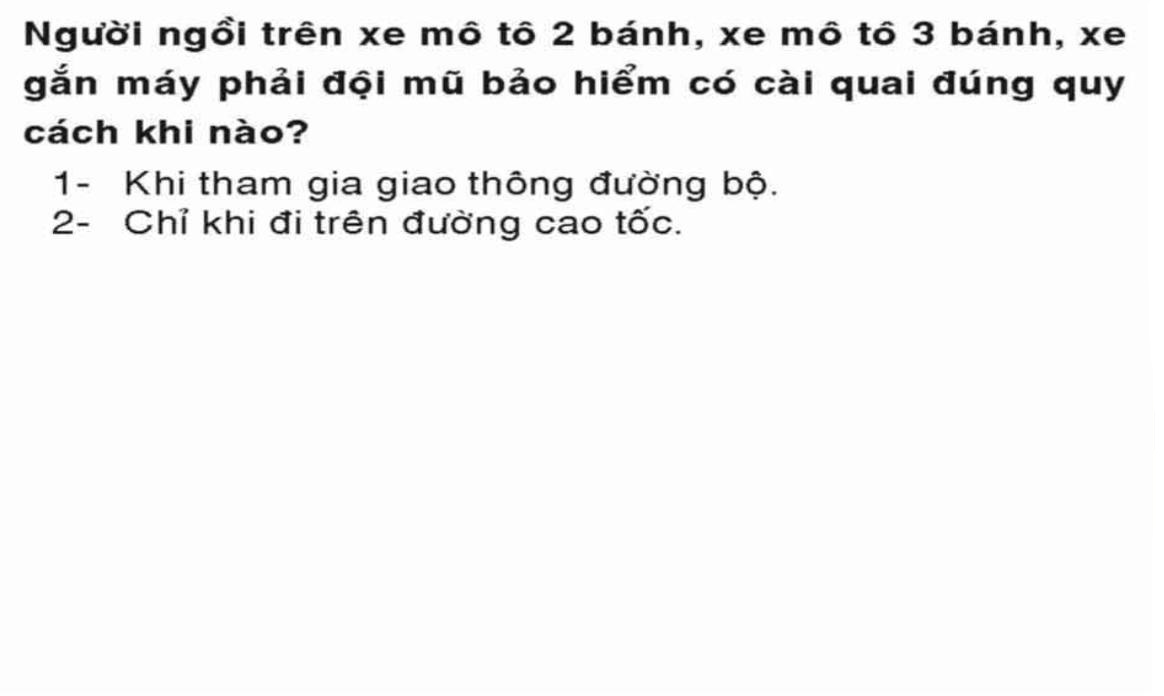 Người ngồi trên xe mô tô 2 bánh, xe mô tô 3 bánh, xe
gắn máy phải đội mũ bảo hiểm có cài quai đúng quy
cách khi nào?
1- Khi tham gia giao thông đường bộ.
2- Chỉ khi đi trên đường cao tốc.